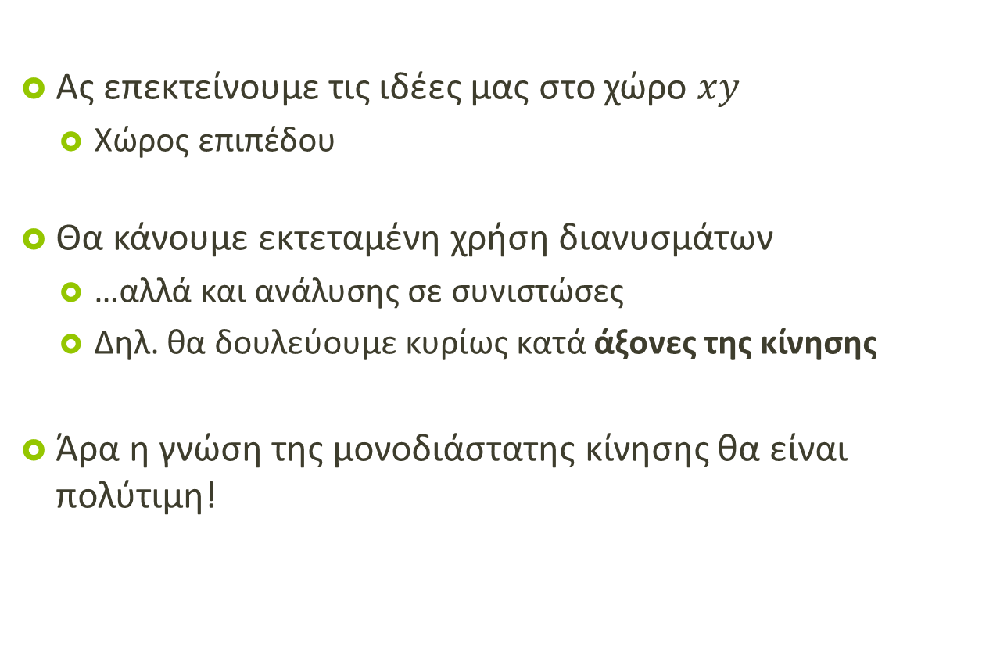 Ας επεκτείνουμε τις ιδέες μας στο χώρο 𝑥𝑦
Χώρος επιπέδου
Θα κάνουμε εκτεταμένη χρήση διανυσμάτων
…αλλά και ανάλυσης σε συνιστώσες
Δηλ. θα δουλεύουμε κυρίως κατά άξονες της κίνησης
Άρα η γνώση της μονοδιάστατης κίνησης θα είναι
πολύτιμη!